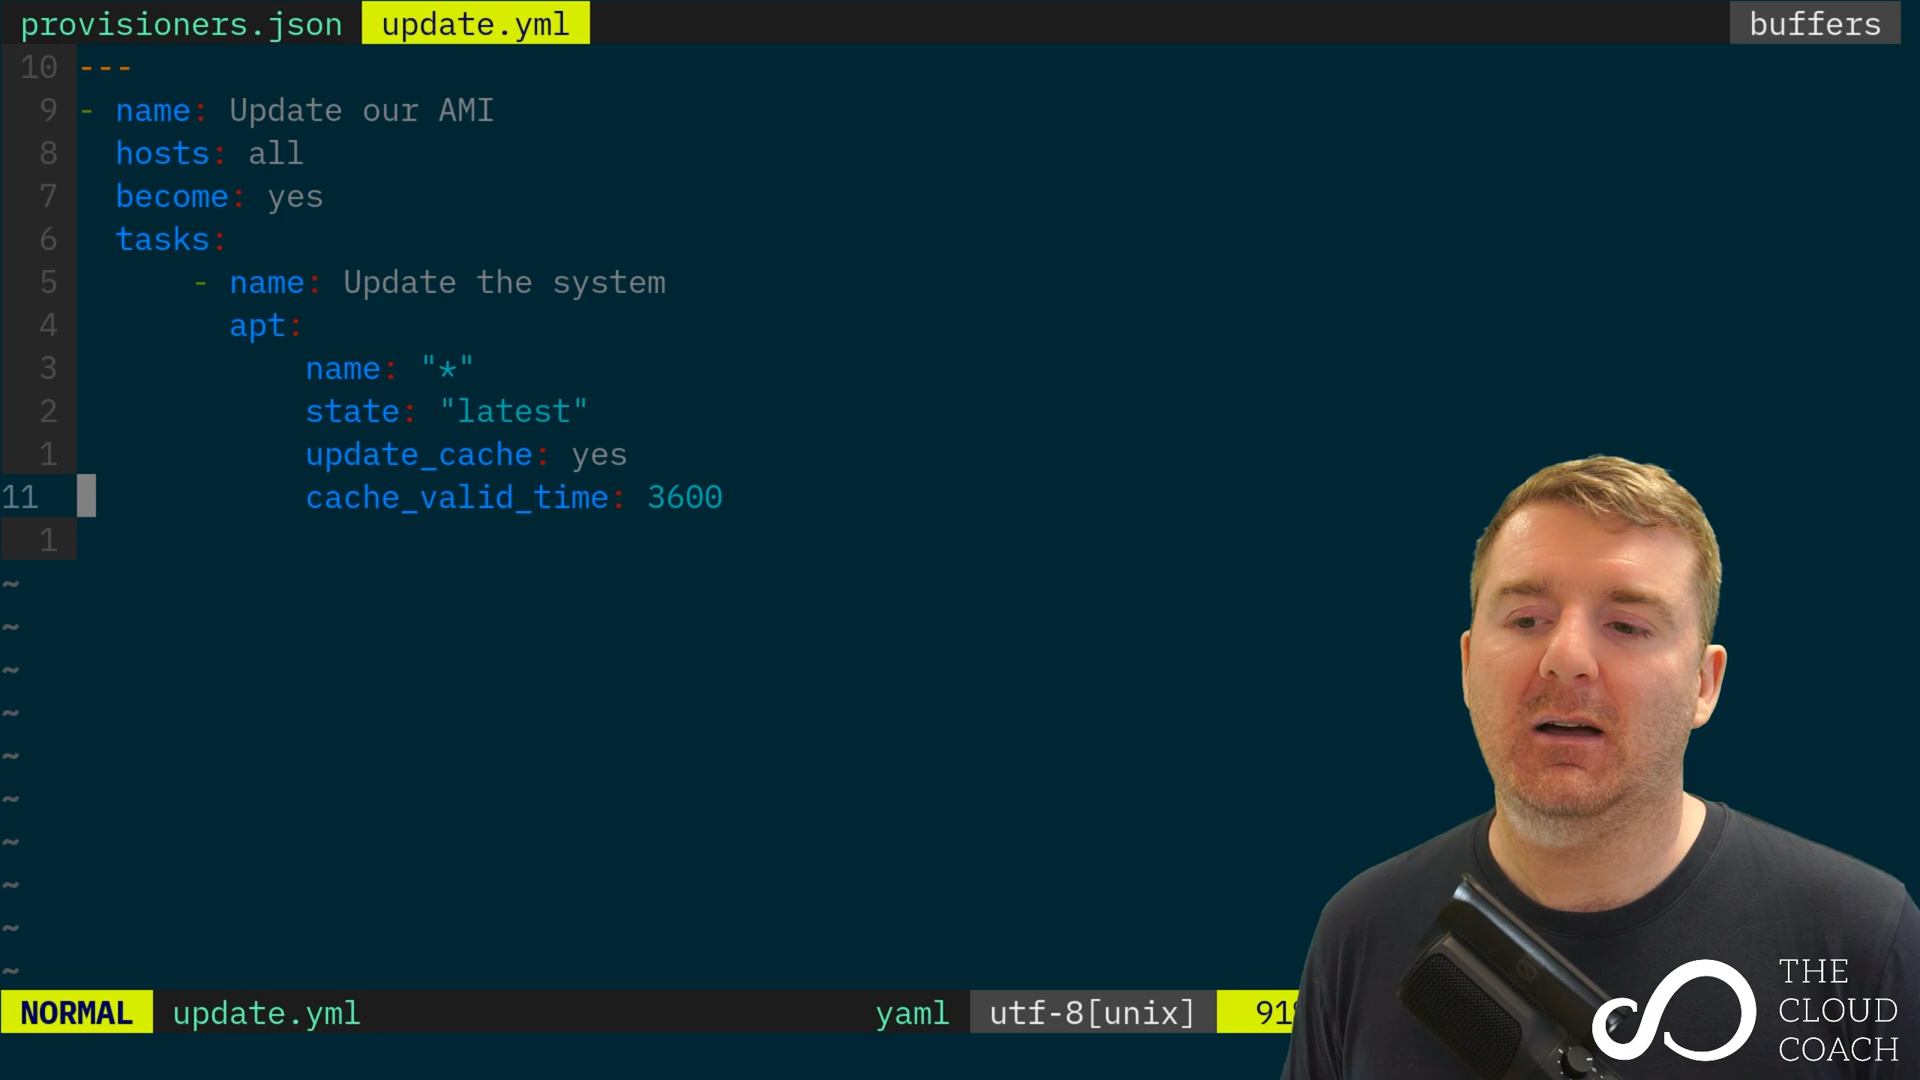 provisioners.json update.yml buffers
10 ---
9 - name: Update our AMI
8 hosts: all
7 become: yes
6 tasks:
5 - name: Update the system
4 apt:
3 name: "*"
2 state: "latest"
1 update_cache: yes
11 cache_valid_time: 3600
1
~
~
~
~
~
~
~
~
~
~
NORMAL update.yml yaml utf-8[unix] 91
THE
CLOUD
COACH